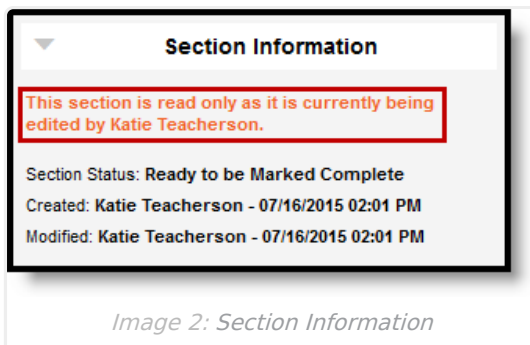 Section Information
This section is read only as it is currently being
edited by Katie Teacherson.
Section Status: Ready to be Marked Complete
Created: Katie Teacherson - 07/16/2015 02:01 PM
Modified: Katie Teacherson - 07/16/2015 02:01 PM
Image 2: Section Information